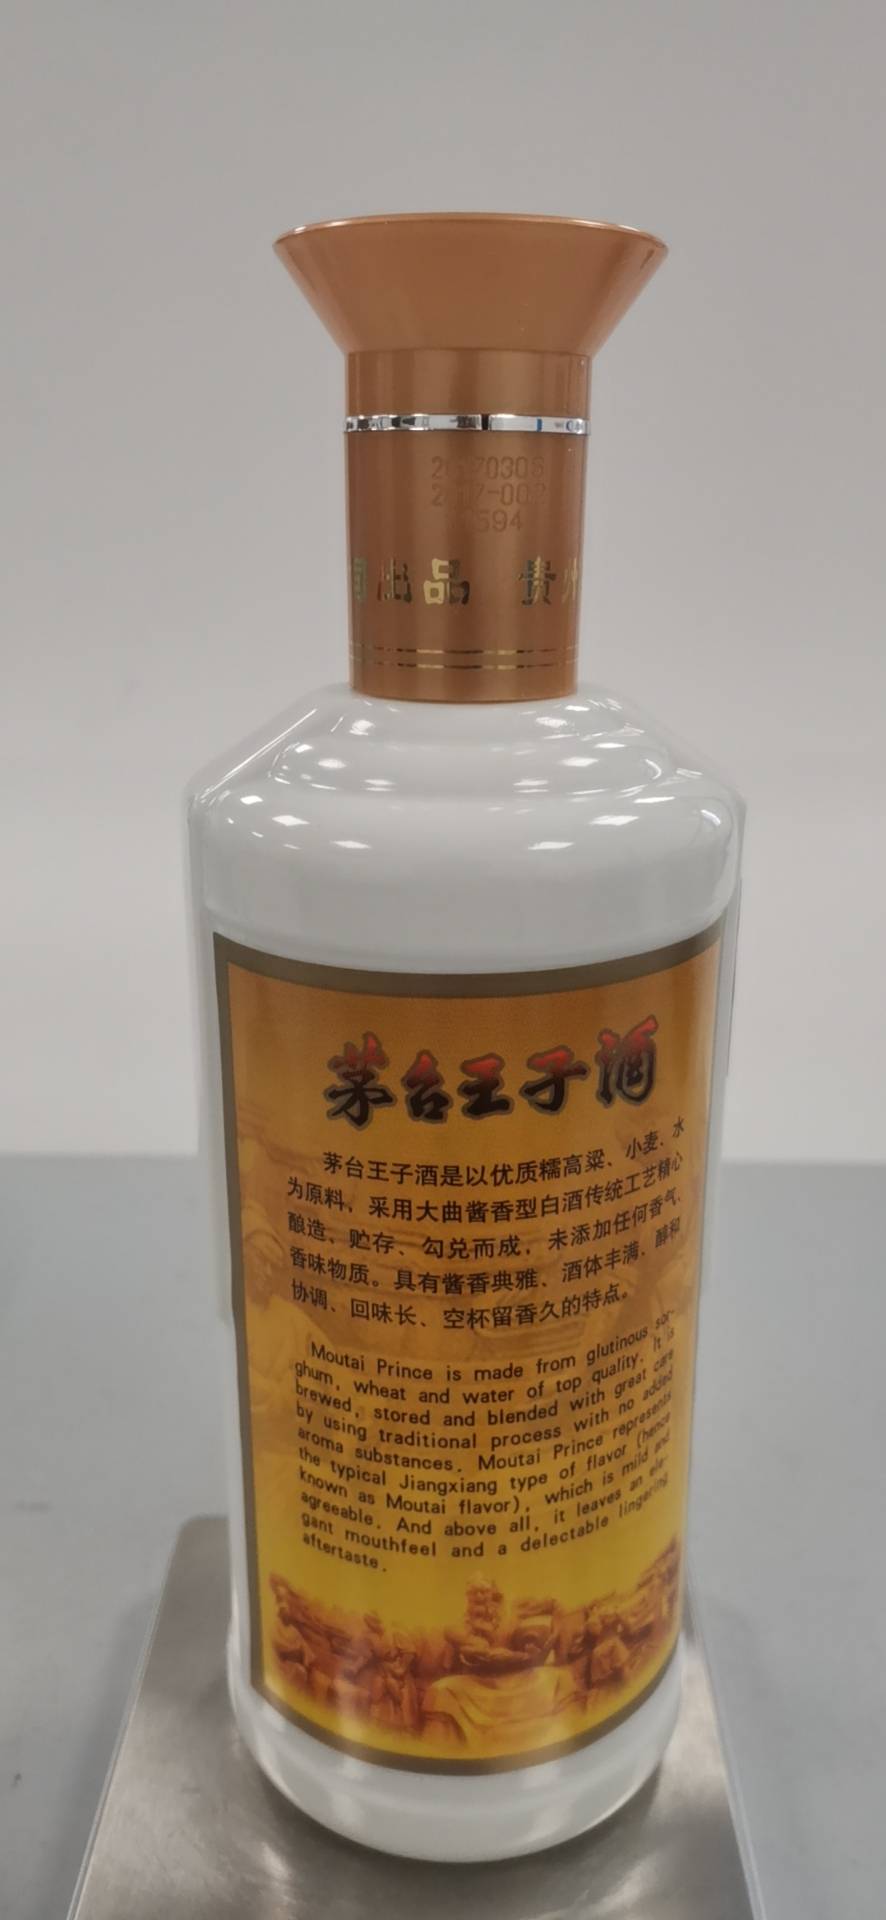 20170306
2017-002
594
出品 贵州
茅台王子酒
茅台王子酒是以优质糯高粱、小麦、水
为原料，采用大曲酱香型白酒传统工艺精心
酿造、贮存、勾兑而成，未添加任何香气、
香味物质。具有酱香典雅、酒体丰满、醇和
协调、回味长、空杯留香久的特点。
Moutai Prince is made from glutinous sor-
ghum, wheat and water of top quality. It is
brewed, stored and blended with great care
by using traditional process with no added
aroma substances. Moutai Prince represents
the typical Jiangxiang type of flavor (hence
known as Moutai flavor), which is mild and
agreeable. And above all, it leaves an ele-
gant mouthfeel and a delectable lingering
aftertaste.